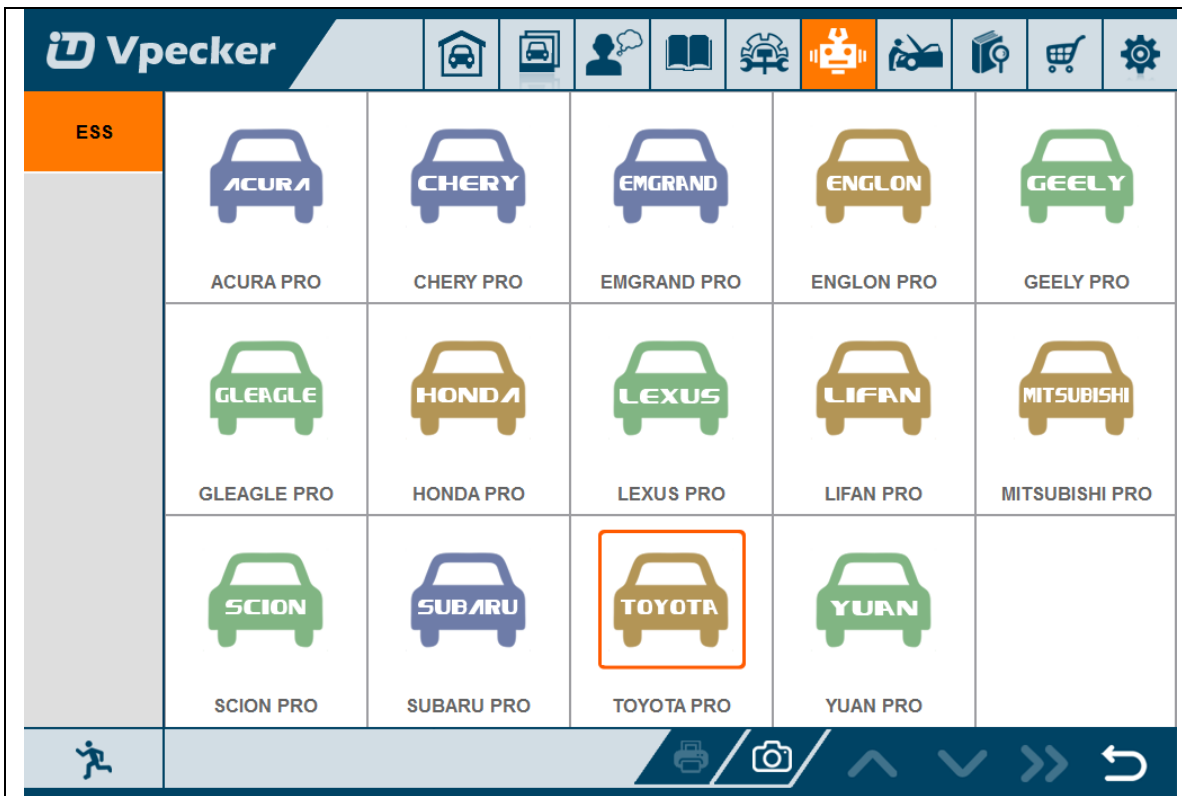 Vpecker
ESS
ACURA CHERY EMGRAND ENGLON GEELY
ACURA PRO CHERY PRO EMGRAND PRO ENGLON PRO GEELY PRO
GLEAGLE HONDA LEXUS LIFAN MITSUBISHI
GLEAGLE PRO HONDA PRO LEXUS PRO LIFAN PRO MITSUBISHI PRO
SCION SUBARU TOYOTA YUAN
SCION PRO SUBARU PRO TOYOTA PRO YUAN PRO